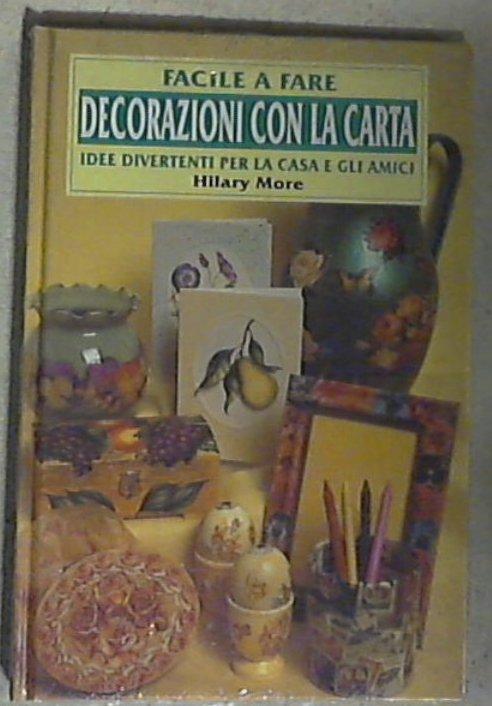 FACILE A FARE
DECORAZIONI CON LA CARTA
IDEE DIVERTENTI PER LA CASA E GLI AMICI
Hilary More